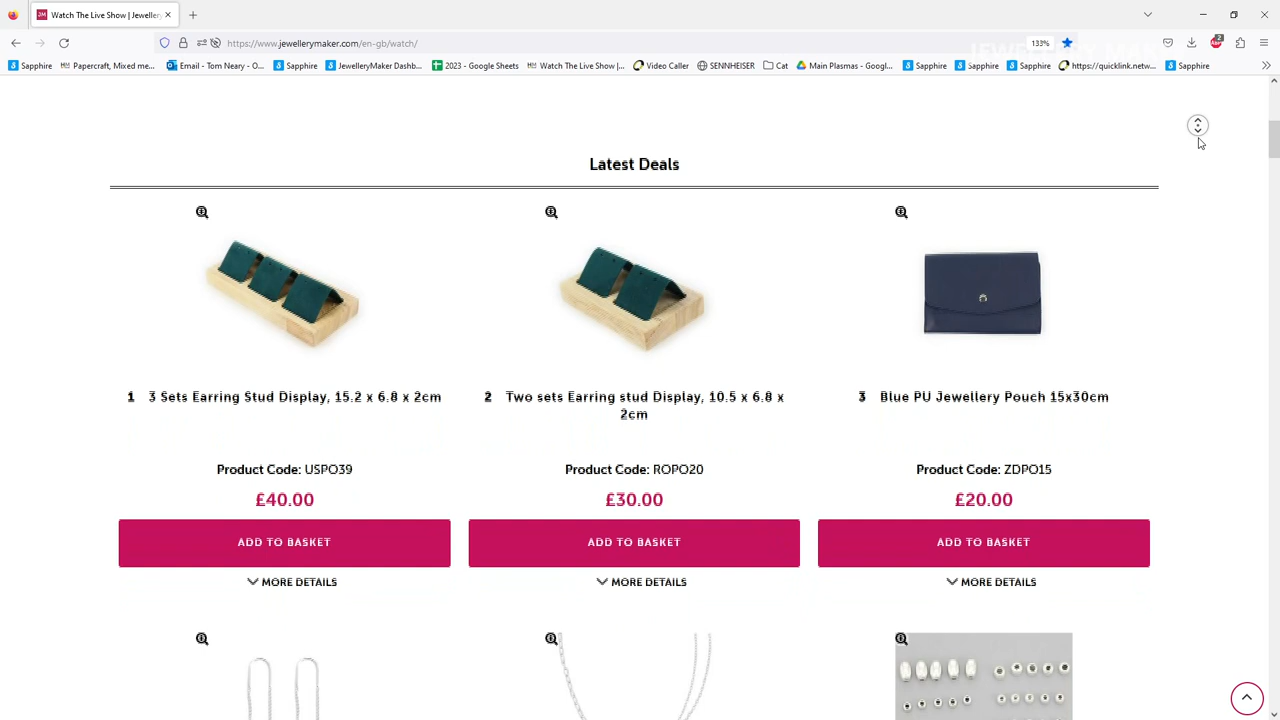 JM Watch The Live Show | Jeweller
https://www.jewellerymaker.com/en-gb/watch/
133%
2
Sapphire
Papercraft, Mixed me...
Email - Tom Neary - O...
Sapphire
JewelleryMaker Dashb...
2023 - Google Sheets
Watch The Live Show |...
Video Caller
SENNHEISER
Cat
Main Plasmas - Googl...
Sapphire
Sapphire
Sapphire
https://quicklink.netw...
Sapphire
Latest Deals
1 3 Sets Earring Stud Display, 15.2 x 6.8 x 2cm
2 Two sets Earring stud Display, 10.5 x 6.8 x
2cm
3 Blue PU Jewellery Pouch 15x30cm
Product Code: USPO39
Product Code: ROPO20
Product Code: ZDPO15
£40.00
£30.00
£20.00
ADD TO BASKET
ADD TO BASKET
ADD TO BASKET
MORE DETAILS
MORE DETAILS
MORE DETAILS